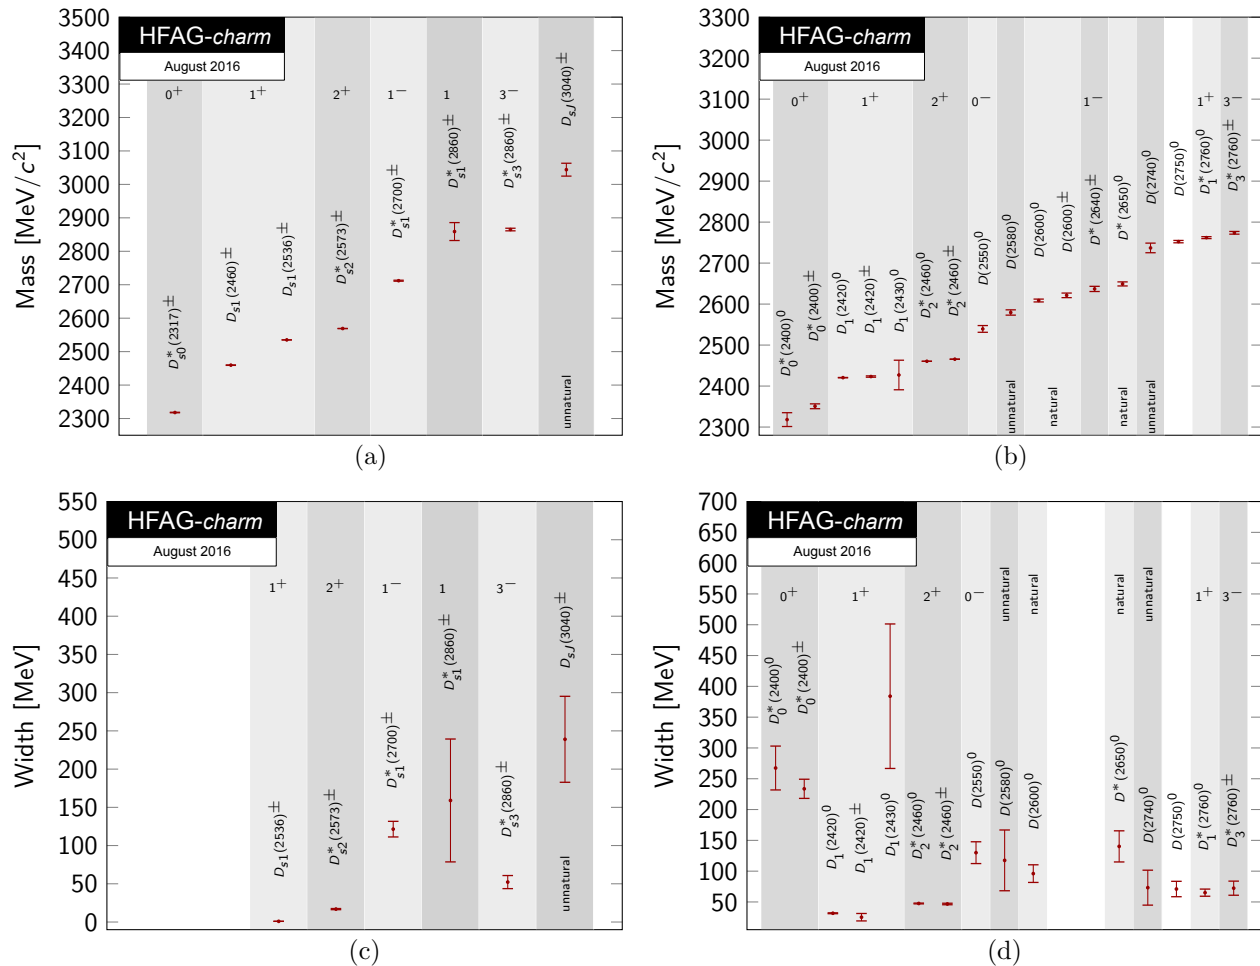 HFAG-charm
August 2016
Mass [MeV/c²]
3500
3400
3300
3200
3100
3000
2900
2800
2700
2600
2500
2400
2300
0⁺
1⁺
2⁺
1⁻
1
3⁻
D*s0(2317)±
Ds1(2460)±
Ds1(2536)±
D*s2(2573)±
D*s1(2700)±
D*s1(2860)±
D*s3(2860)±
DsJ(3040)±
unnatural
(a)
HFAG-charm
August 2016
Mass [MeV/c²]
3300
3200
3100
3000
2900
2800
2700
2600
2500
2400
2300
0⁺
1⁺
2⁺
0⁻
1⁻
1⁺
3⁻
D*0(2400)⁰
D*0(2400)±
D1(2420)⁰
D1(2420)±
D1(2430)⁰
D*2(2460)⁰
D*2(2460)±
D(2550)⁰
D(2580)⁰
D(2600)⁰
D(2600)±
D*(2640)±
D*(2650)⁰
D(2740)⁰
D(2750)⁰
D*1(2760)⁰
D*3(2760)±
unnatural
natural
natural
unnatural
(b)
HFAG-charm
August 2016
Width [MeV]
550
500
450
400
350
300
250
200
150
100
50
0
1⁺
2⁺
1⁻
1
3⁻
Ds1(2536)±
D*s2(2573)±
D*s1(2700)±
D*s1(2860)±
D*s3(2860)±
DsJ(3040)±
unnatural
(c)
HFAG-charm
August 2016
Width [MeV]
700
650
600
550
500
450
400
350
300
250
200
150
100
50
0⁺
1⁺
2⁺
0⁻
unnatural
natural
natural
unnatural
1⁺
3⁻
D*0(2400)⁰
D*0(2400)±
D1(2420)⁰
D1(2420)±
D1(2430)⁰
D*2(2460)⁰
D*2(2460)±
D(2550)⁰
D(2580)⁰
D(2600)⁰
D*(2650)⁰
D(2740)⁰
D(2750)⁰
D*1(2760)⁰
D*3(2760)±
(d)